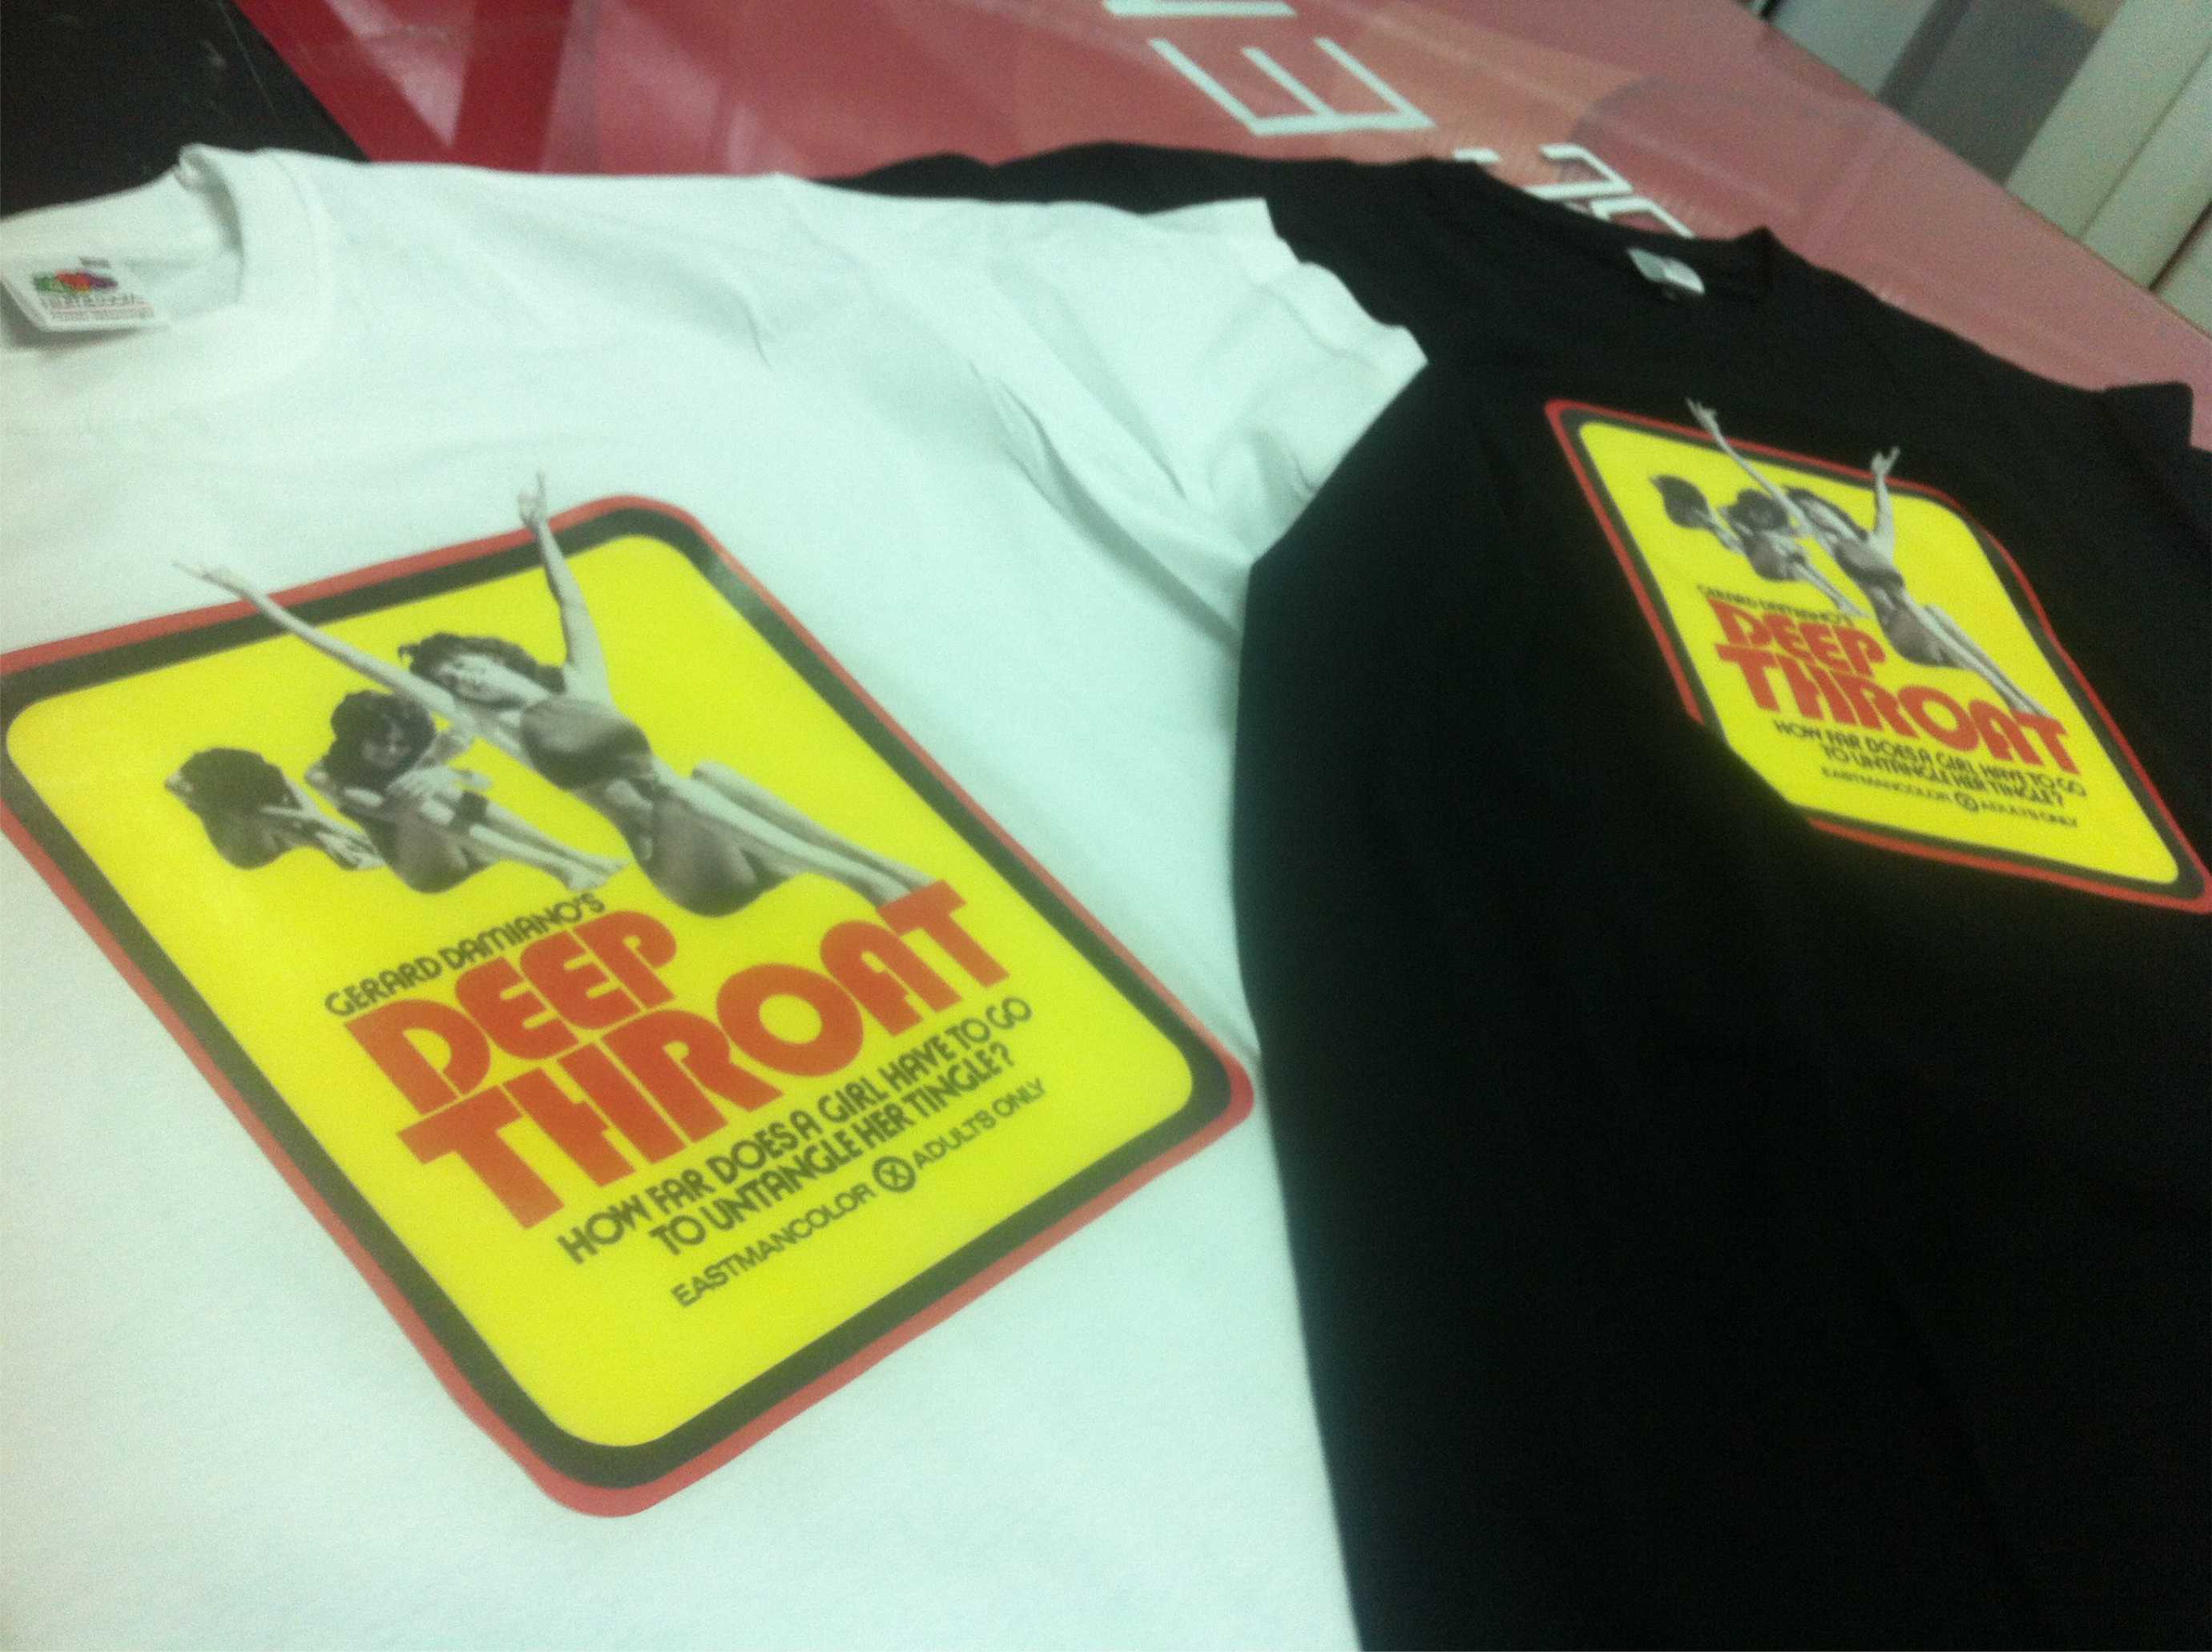 GERARD DAMIANO'S
DEEP
THROAT
HOW FAR DOES A GIRL HAVE TO GO
TO UNTANGLE HER TINGLE?
EASTMANCOLOR X ADULTS ONLY
GERARD DAMIANO'S
DEEP
THROAT
HOW FAR DOES A GIRL HAVE TO GO
TO UNTANGLE HER TINGLE?
EASTMANCOLOR X ADULTS ONLY